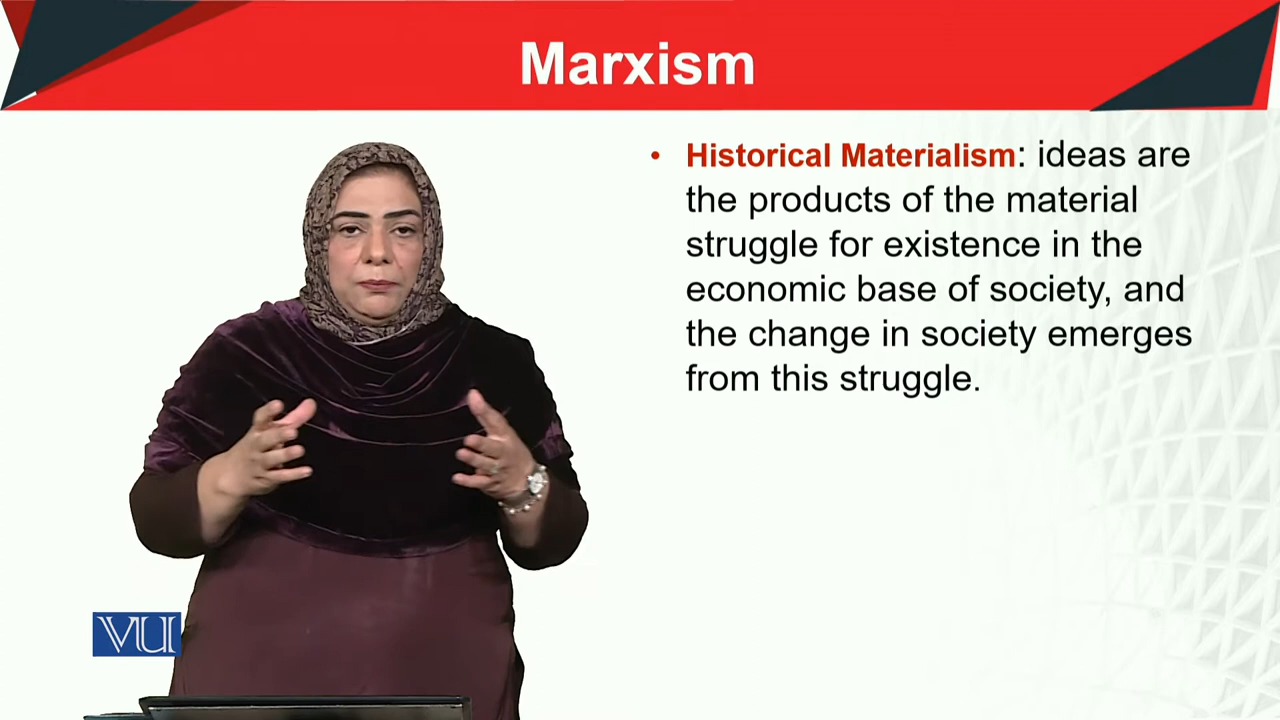 Marxism
• Historical Materialism: ideas are
the products of the material
struggle for existence in the
economic base of society, and
the change in society emerges
from this struggle.
VU